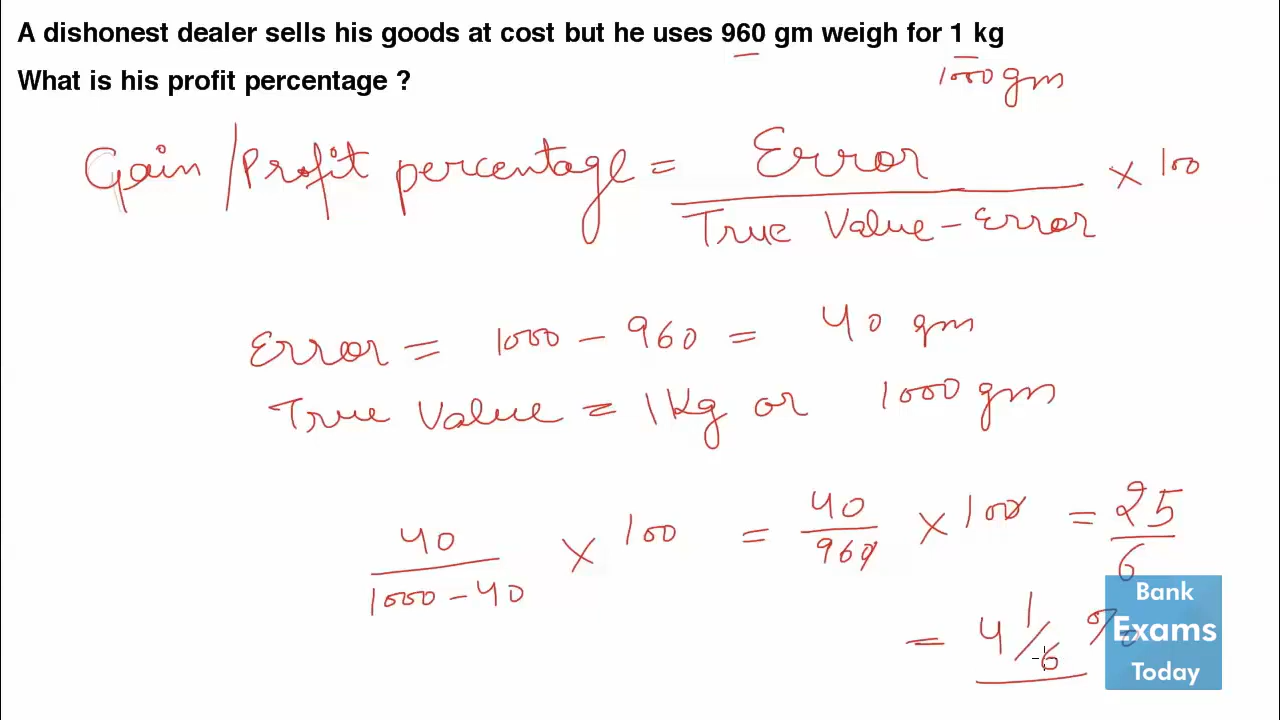 A dishonest dealer sells his goods at cost but he uses 960 gm weigh for 1 kg
1000 gm
What is his profit percentage ?
Gain / Profit percentage = Error / True Value - Error × 100
Error = 1000 - 960 = 40 gm
True Value = 1 kg or 1000 gm
40 / 1000 - 40 × 100 = 40 / 960 × 100 = 25 / 6
= 4 1/6 %
Bank
Exams
Today